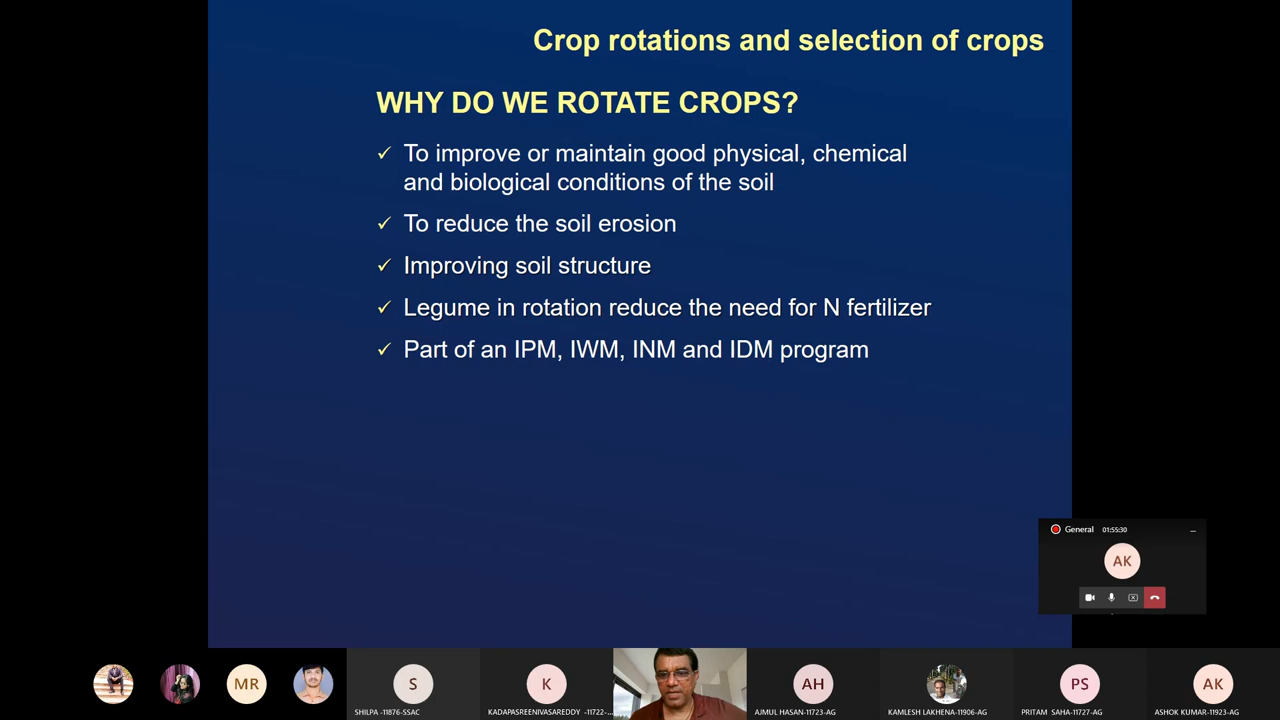 Crop rotations and selection of crops
WHY DO WE ROTATE CROPS?
✓ To improve or maintain good physical, chemical
and biological conditions of the soil
✓ To reduce the soil erosion
✓ Improving soil structure
✓ Legume in rotation reduce the need for N fertilizer
✓ Part of an IPM, IWM, INM and IDM program
General 01:55:30
AK
MR
S
K
AH
PS
AK
SHILPA -11876-SSAC
KADAPASREENIVASAREDDY -11722-...
AJMUL HASAN-11723-AG
KAMLESH LAKHENA-11906-AG
PRITAM SAHA-11727-AG
ASHOK KUMAR-11923-AG